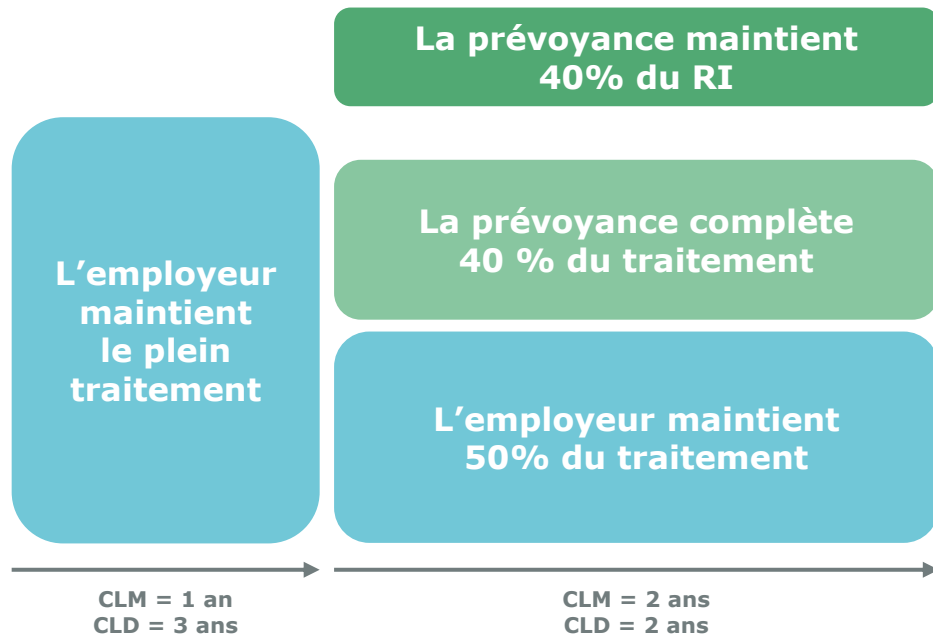 La prévoyance maintient
40% du RI
L’employeur
maintient
le plein
traitement
La prévoyance complète
40 % du traitement
L’employeur maintient
50% du traitement
CLM = 1 an
CLD = 3 ans
CLM = 2 ans
CLD = 2 ans